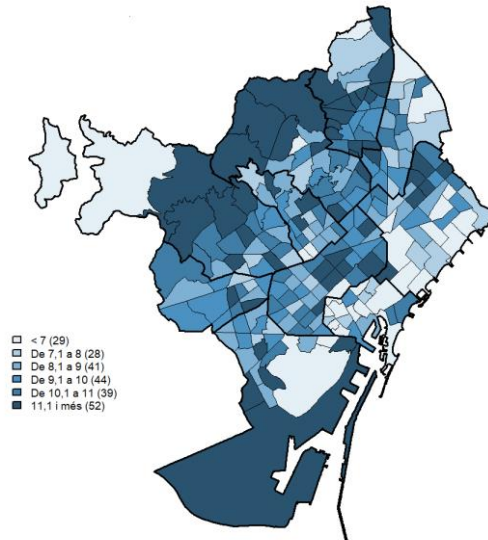 < 7 (29)
De 7,1 a 8 (28)
De 8,1 a 9 (41)
De 9,1 a 10 (44)
De 10,1 a 11 (39)
11,1 i més (52)